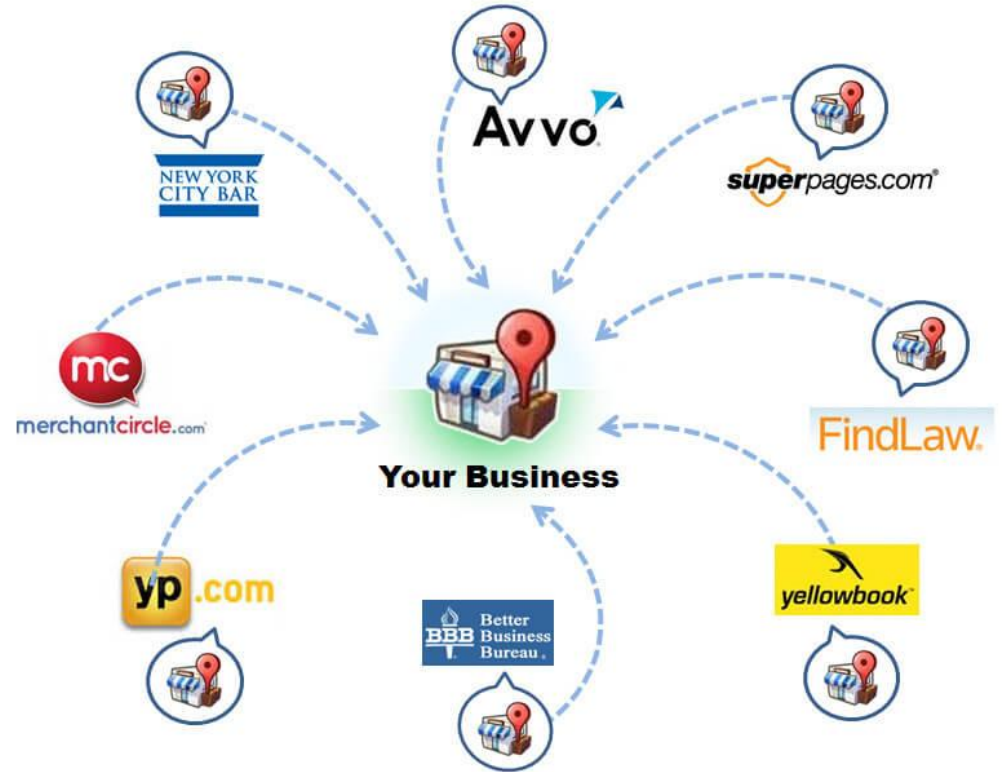 Avvo
NEW YORK
CITY BAR
superpages.com®
mc
merchantcircle.com
FindLaw.
Your Business
yp.com
BBB
Better
Business
Bureau.
yellowbook